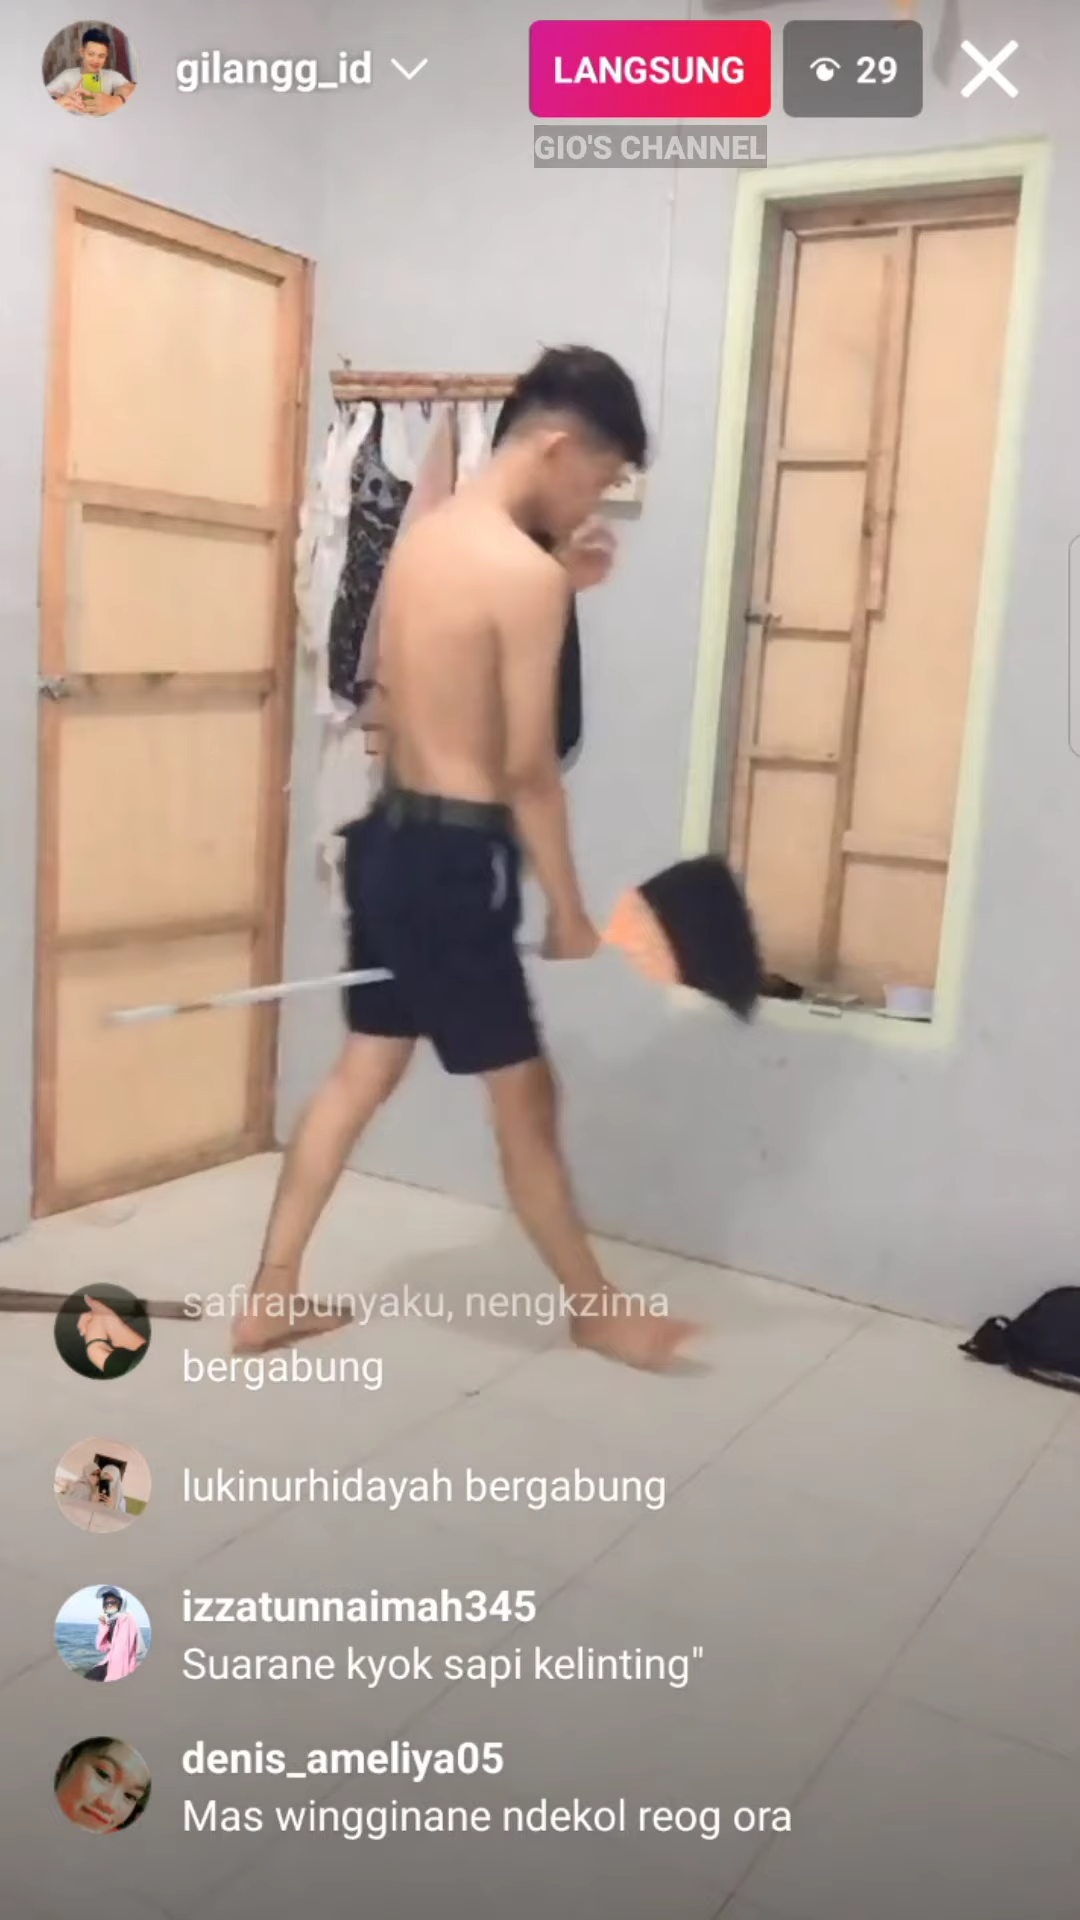 gilangg_id
LANGSUNG
29
GIO'S CHANNEL
safirapunyaku, nengkzima
bergabung
lukinurhidayah bergabung
izzatunnaimah345
Suarane kyok sapi kelinting"
denis_ameliya05
Mas wingginane ndekol reog ora